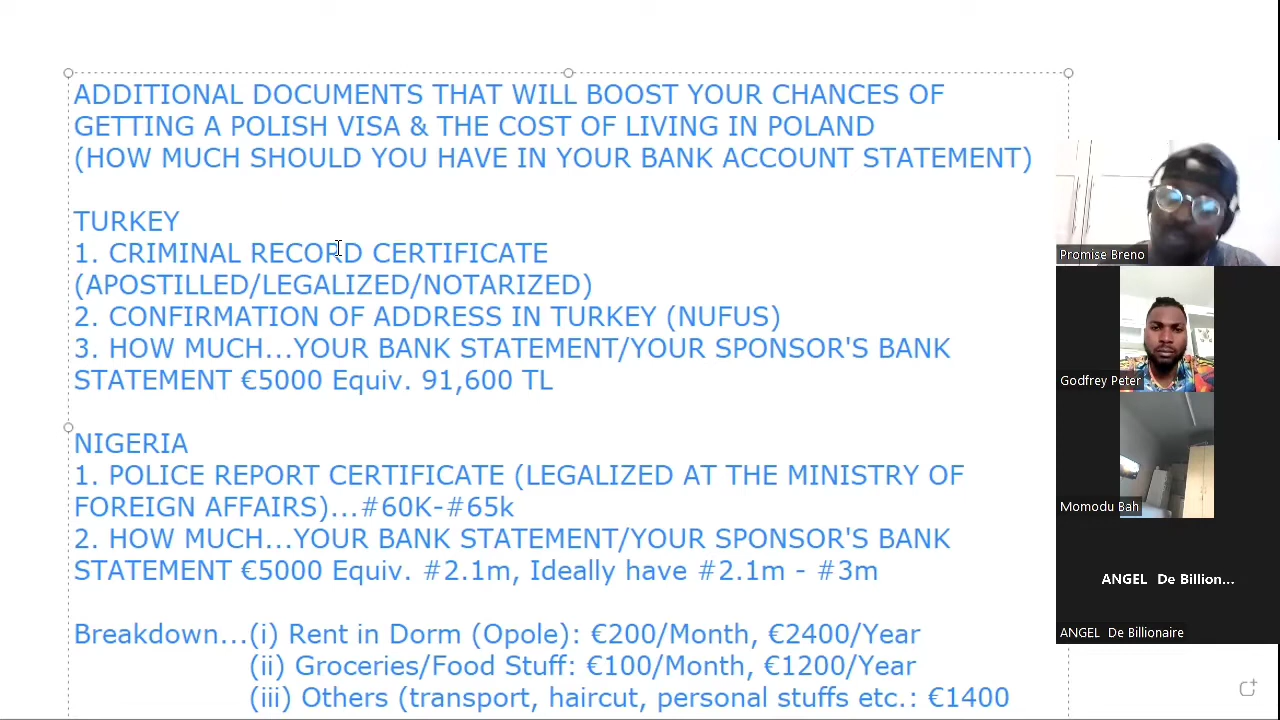 ADDITIONAL DOCUMENTS THAT WILL BOOST YOUR CHANCES OF
GETTING A POLISH VISA & THE COST OF LIVING IN POLAND
(HOW MUCH SHOULD YOU HAVE IN YOUR BANK ACCOUNT STATEMENT)
TURKEY
1. CRIMINAL RECORD CERTIFICATE
(APOSTILLED/LEGALIZED/NOTARIZED)
2. CONFIRMATION OF ADDRESS IN TURKEY (NUFUS)
3. HOW MUCH...YOUR BANK STATEMENT/YOUR SPONSOR'S BANK
STATEMENT €5000 Equiv. 91,600 TL
NIGERIA
1. POLICE REPORT CERTIFICATE (LEGALIZED AT THE MINISTRY OF
FOREIGN AFFAIRS)...#60K-#65k
2. HOW MUCH...YOUR BANK STATEMENT/YOUR SPONSOR'S BANK
STATEMENT €5000 Equiv. #2.1m, Ideally have #2.1m - #3m
Breakdown...(i) Rent in Dorm (Opole): €200/Month, €2400/Year
(ii) Groceries/Food Stuff: €100/Month, €1200/Year
(iii) Others (transport, haircut, personal stuffs etc.: €1400
Promise Breno
Godfrey Peter
Momodu Bah
ANGEL De Billion...
ANGEL De Billionaire